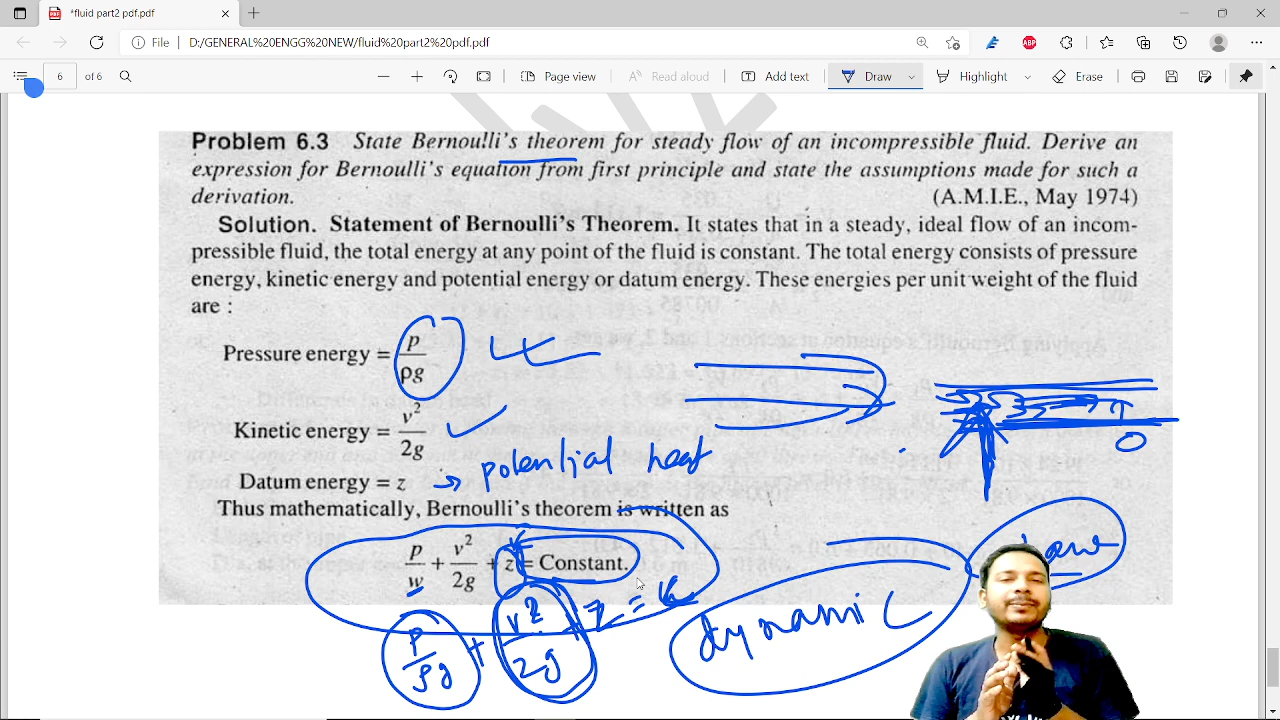 *fluid part2 pdf.pdf
File D:/GENERAL%20ENGG%20NEW/fluid%20part2%20pdf.pdf
6 of 6 Page view Read aloud Add text Draw Highlight Erase
Problem 6.3 State Bernoulli's theorem for steady flow of an incompressible fluid. Derive an
expression for Bernoulli's equation from first principle and state the assumptions made for such a
derivation. (A.M.I.E., May 1974)
Solution. Statement of Bernoulli's Theorem. It states that in a steady, ideal flow of an incom-
pressible fluid, the total energy at any point of the fluid is constant. The total energy consists of pressure
energy, kinetic energy and potential energy or datum energy. These energies per unit weight of the fluid
are :
Pressure energy = p/ρg
Kinetic energy = v²/2g
Datum energy = z
potential heat
Thus mathematically, Bernoulli's theorem is written as
p/w + v²/2g + z = Constant.
P/ρg + v²/2g + z =
dynamic